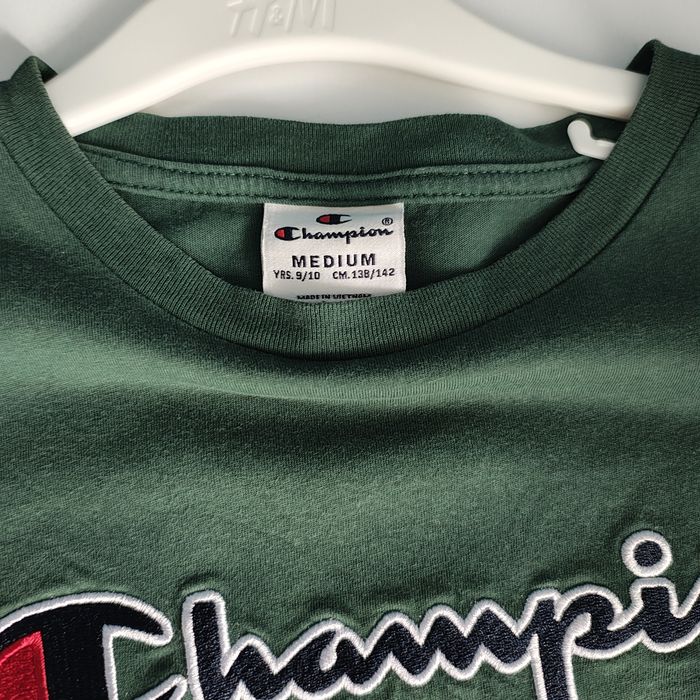 H&M
Champion®
MEDIUM
YRS. 9/10 CM. 138/142
MADE IN VIETNAM
Champi